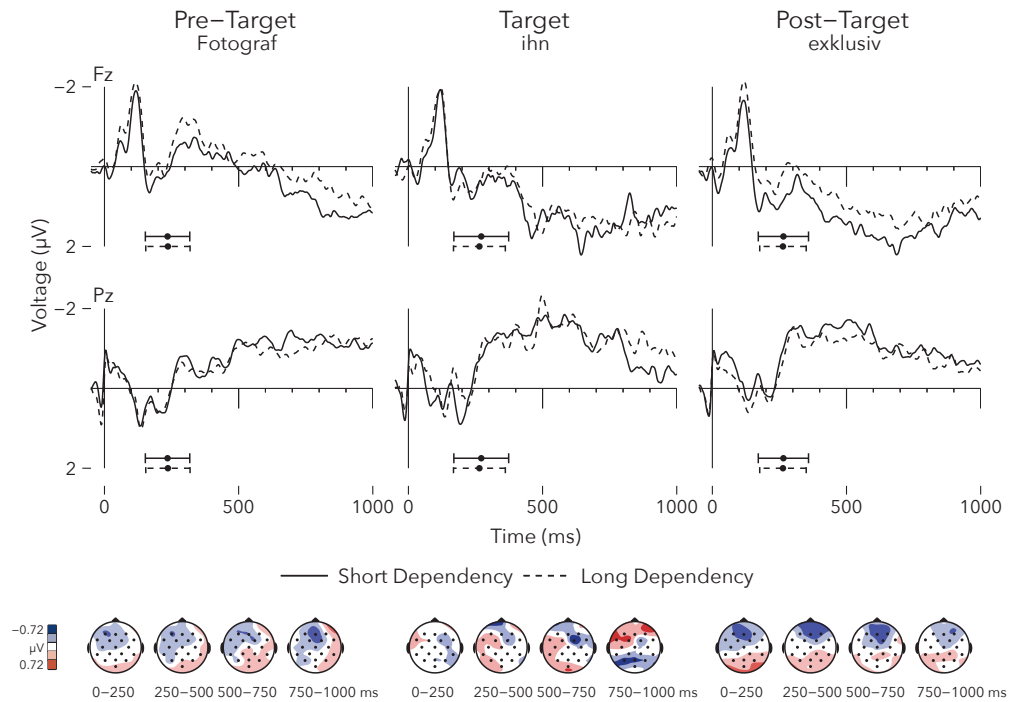 Pre–Target
Fotograf
Target
ihn
Post–Target
exklusiv
Fz
−2
2
Voltage (μV)
Pz
−2
2
0 500 1000
0 500 1000
0 500 1000
Time (ms)
Short Dependency Long Dependency
−0.72
μV
0.72
0−250 250−500 500−750 750−1000 ms
0−250 250−500 500−750 750−1000 ms
0−250 250−500 500−750 750−1000 ms